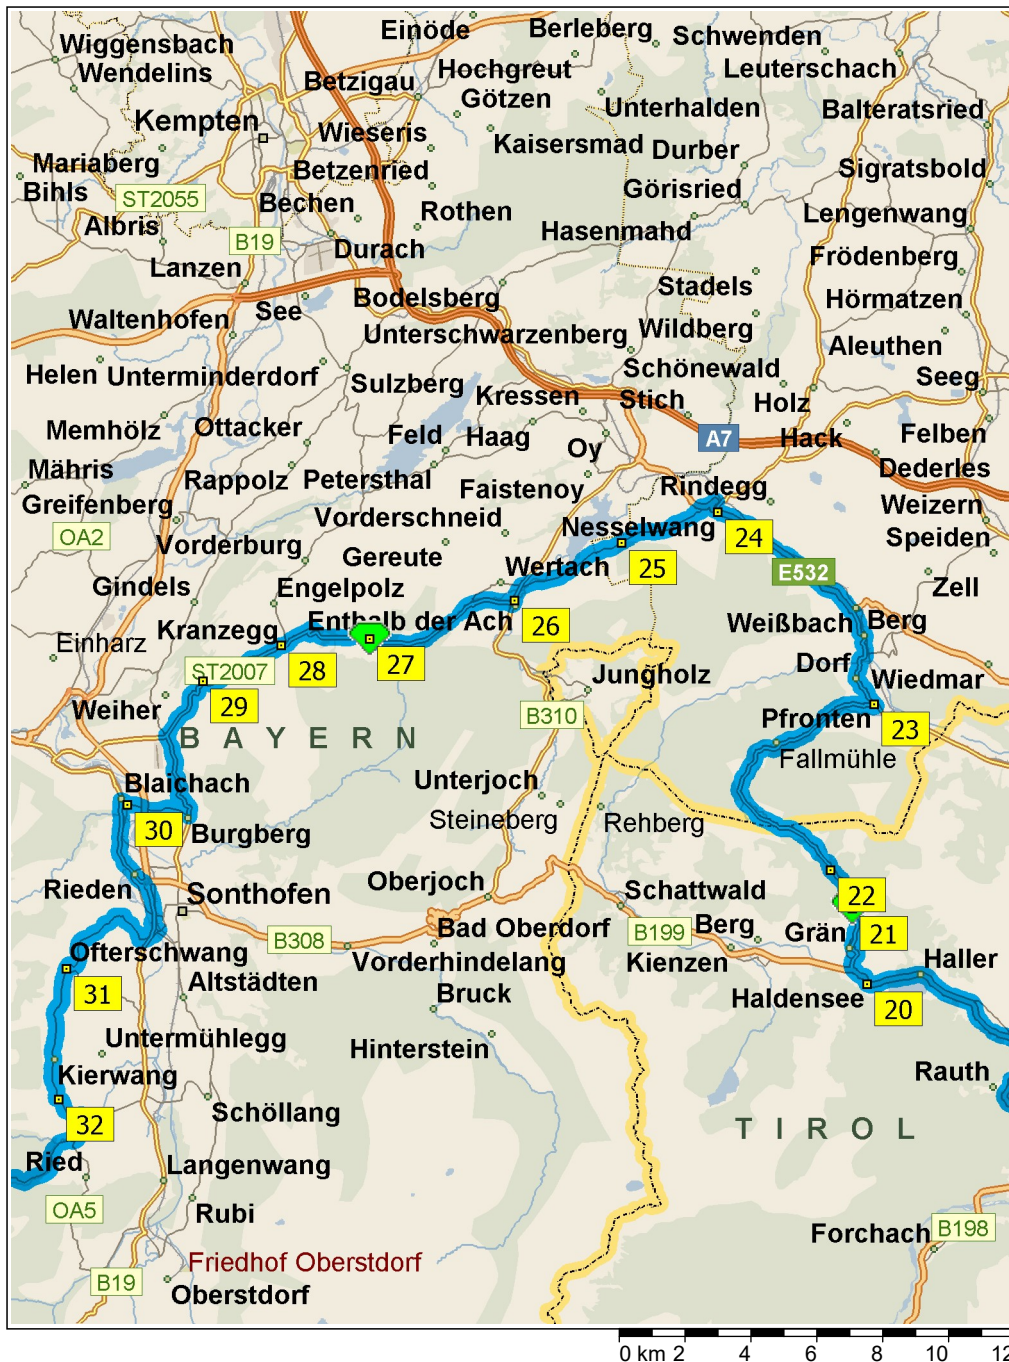 Einöde
Berleberg
Schwenden
Wiggensbach
Wendelins
Betzigau
Hochgreut
Leuterschach
Götzen
Unterhalden
Balteratsried
Kempten
Wieseris
Kaisersmad
Durber
Mariaberg
Betzenried
Sigratsbold
Bihls
ST2055
Bechen
Görisried
Albris
Rothen
Lengenwang
B19
Durach
Hasenmahd
Lanzen
Frödenberg
Stadels
Bodelsberg
Hörmatzen
See
Waltenhofen
Unterschwarzenberg
Wildberg
Aleuthen
Helen
Unterminderdorf
Sulzberg
Schönewald
Seeg
Kressen
Stich
Holz
Memhölz
Ottacker
Feld
Haag
Oy
A7
Hack
Felben
Mähris
Rappolz
Petersthal
Dederles
Greifenberg
Faistenoy
Rindegg
Weizern
OA2
Vorderschneid
Nesselwang
24
Speiden
Vorderburg
Gereute
Wertach
25
E532
Gindels
Engelpolz
Zell
Einharz
Kranzegg
Enthalb der Ach
26
Weißbach
Berg
28
27
Dorf
ST2007
Jungholz
Wiedmar
Weiher
29
B310
Pfronten
23
BAYERN
Fallmühle
Blaichach
Unterjoch
30
Burgberg
Steineberg
Rehberg
Rieden
Sonthofen
Oberjoch
Schattwald
22
B308
Bad Oberdorf
B199
Berg
Grän
21
Ofterschwang
Vorderhindelang
Kienzen
Haller
31
Altstädten
Bruck
Haldensee
20
Untermühlegg
Hinterstein
Kierwang
Rauth
32
Schöllang
TIROL
Ried
Langenwang
OA5
Rubi
Forchach
B198
Friedhof Oberstdorf
B19
Oberstdorf
0 km 2 4 6 8 10 12